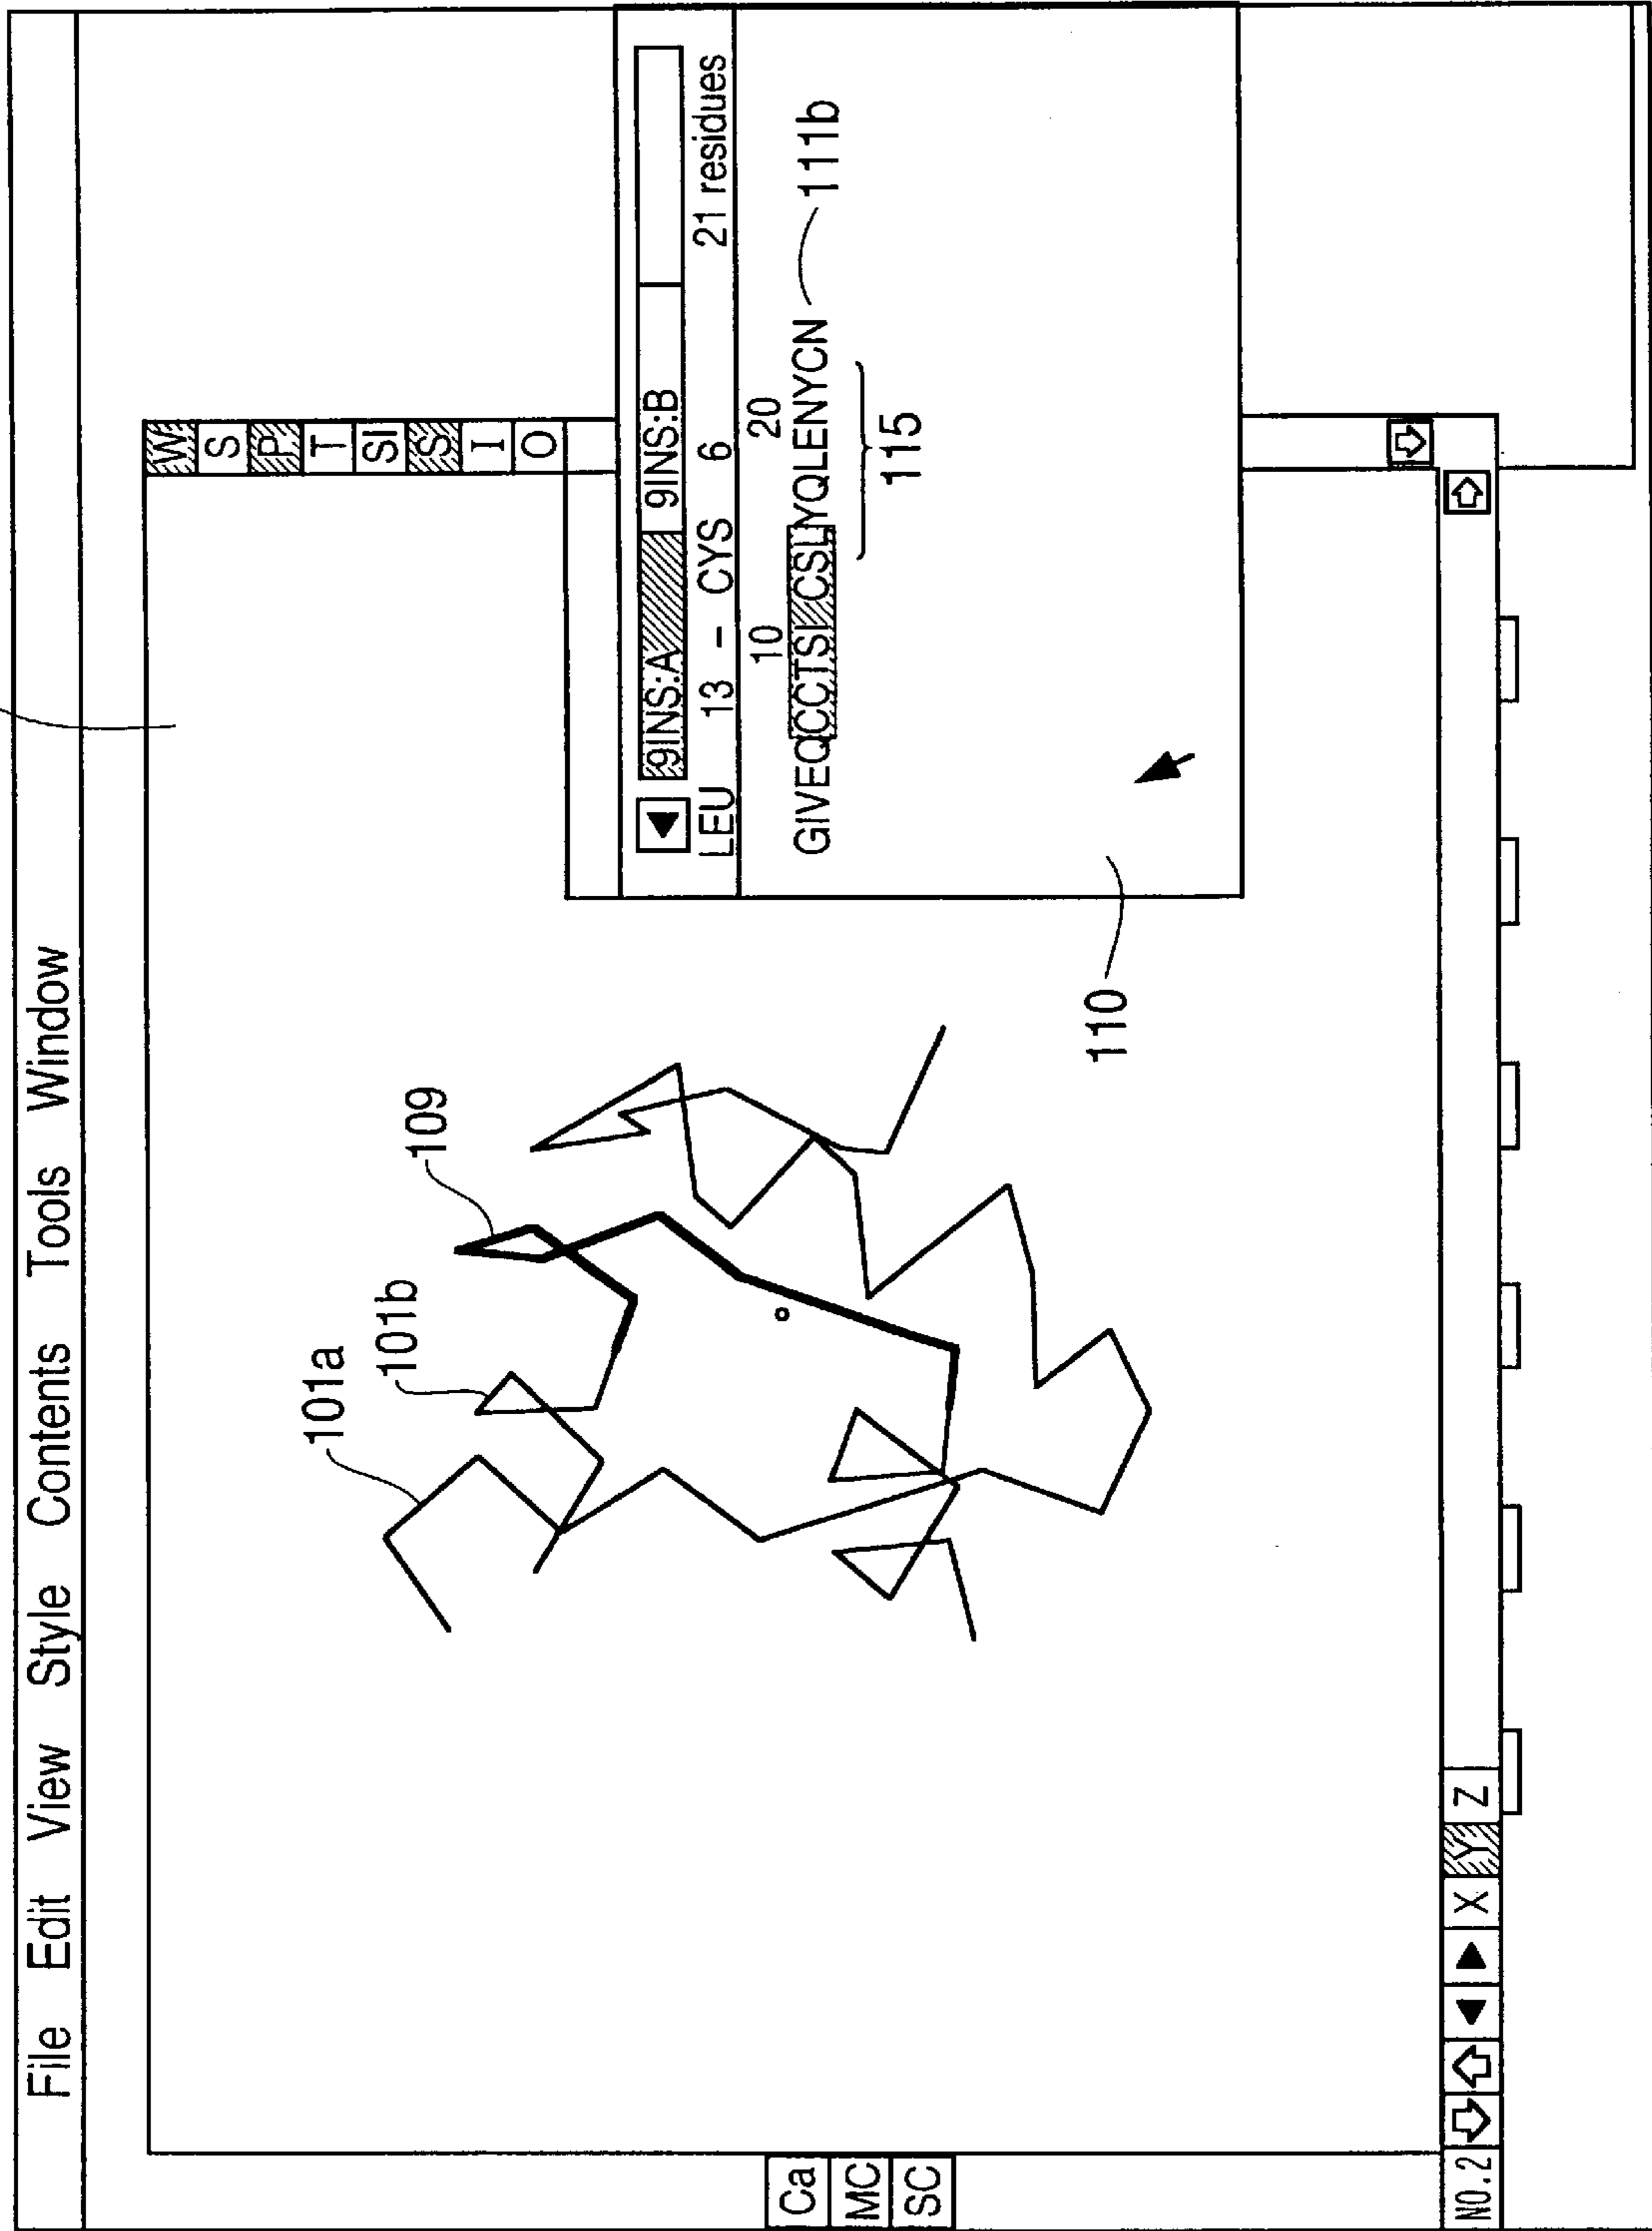 File Edit View Style Contents Tools Window
W
S
P
T
SI
S
I
O
101a
101b
109
9INS:A 9INS:B
LEU 13 - CYS 6 21 residues
10 20
GIVEQCCTSICSLYQLENYCN
111b
115
110
Ca
MC
SC
NO.2 X Y Z